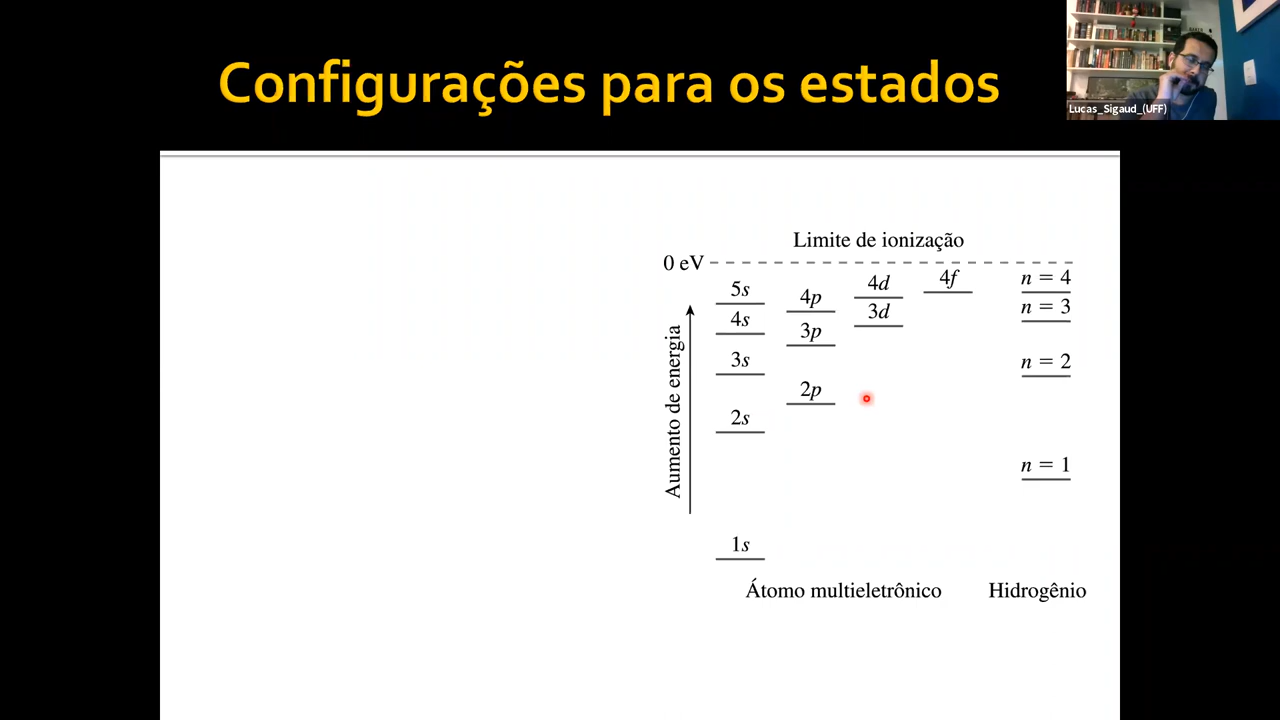 Configurações para os estados
Lucas_Sigaud_(UFF)
Limite de ionização
0 eV
5s
4s
3s
2s
1s
4p
3p
2p
4d
3d
4f
n = 4
n = 3
n = 2
n = 1
Aumento de energia
Átomo multieletrônico
Hidrogênio